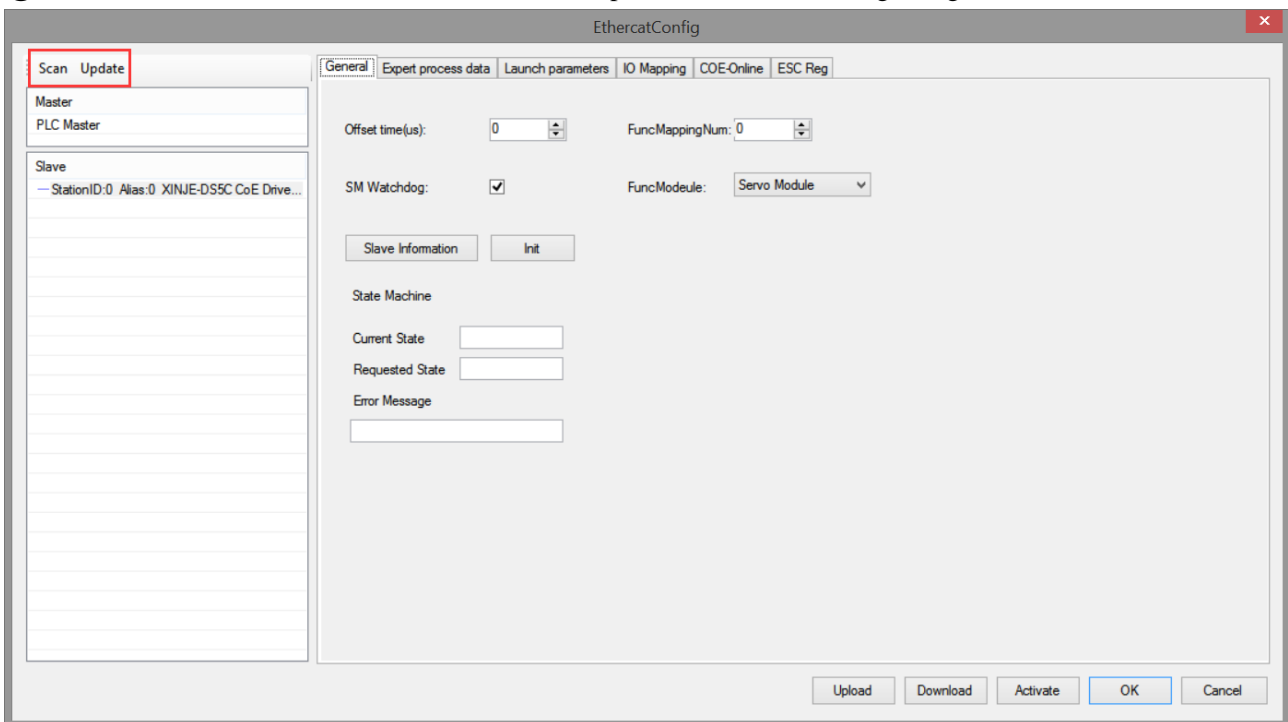 EthercatConfig
Scan Update
General Expert process data Launch parameters IO Mapping COE-Online ESC Reg
Master
PLC Master
Slave
StationID:0 Alias:0 XINJE-DS5C CoE Drive...
Offset time(us): 0 FuncMappingNum: 0
SM Watchdog: FuncModeule: Servo Module
Slave Information Init
State Machine
Current State
Requested State
Error Message
Upload Download Activate OK Cancel